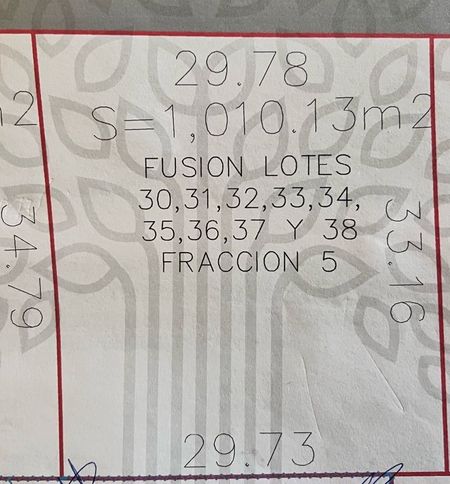 29.78
m2
S=1,010.13m2
FUSION LOTES
30,31,32,33,34,
35,36,37 Y 38
FRACCION 5
34.79
33.16
29.73